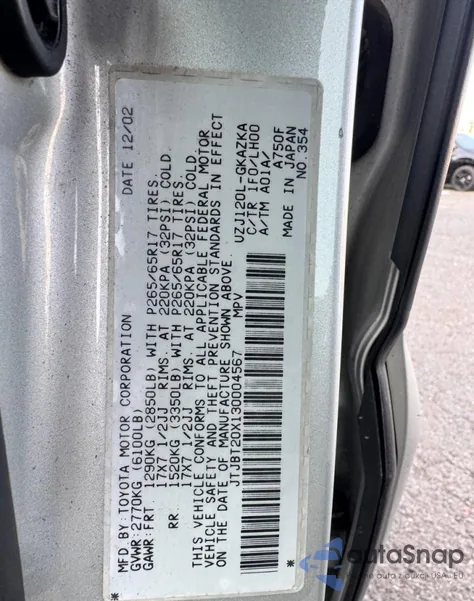 MFD. BY: TOYOTA MOTOR CORPORATION DATE 12/02
GVWR: 2770KG (6100LB)
GAWR: FRT. 1290KG (2850LB) WITH P265/65R17 TIRES.
17X7 1/2JJ RIMS. AT 220KPA (32PSI) COLD.
RR. 1520KG (3350LB) WITH P265/65R17 TIRES.
17X7 1/2JJ RIMS. AT 220KPA (32PSI) COLD.
THIS VEHICLE CONFORMS TO ALL APPLICABLE FEDERAL MOTOR
VEHICLE SAFETY AND THEFT PREVENTION STANDARDS IN EFFECT
ON THE DATE OF MANUFACTURE SHOWN ABOVE.
*JTJBT20X130004567* MPV
UZJ120L-GKAZKA
C/TR 1F0/LH00
A/TM A01A/
A750F
MADE IN JAPAN
NO. 354
autoSnap